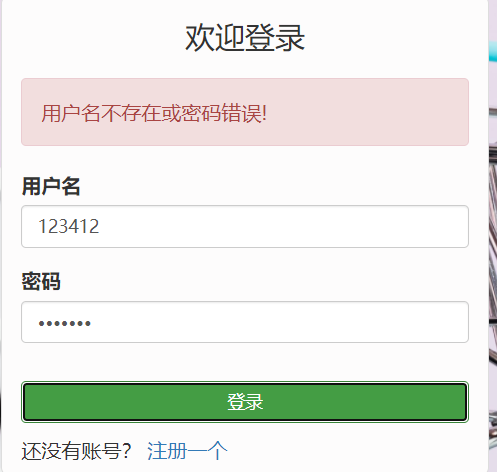 欢迎登录
用户名不存在或密码错误!
用户名
123412
密码
•••••••
登录
还没有账号? 注册一个